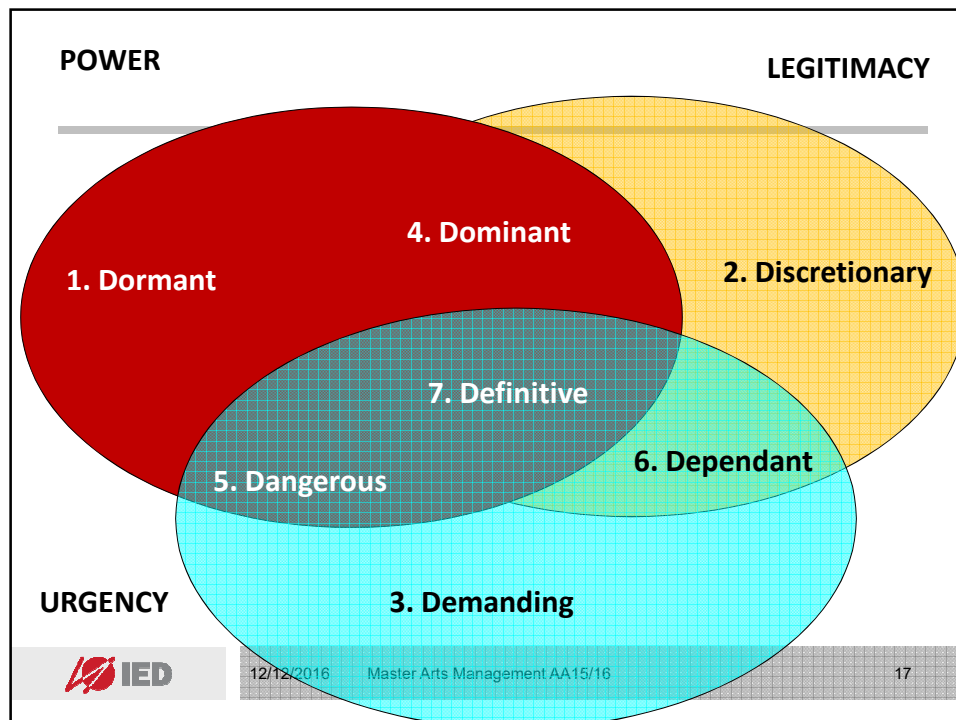 POWER
LEGITIMACY
4. Dominant
1. Dormant
2. Discretionary
7. Definitive
6. Dependant
5. Dangerous
URGENCY
3. Demanding
IED
12/12/2016 Master Arts Management AA15/16 17